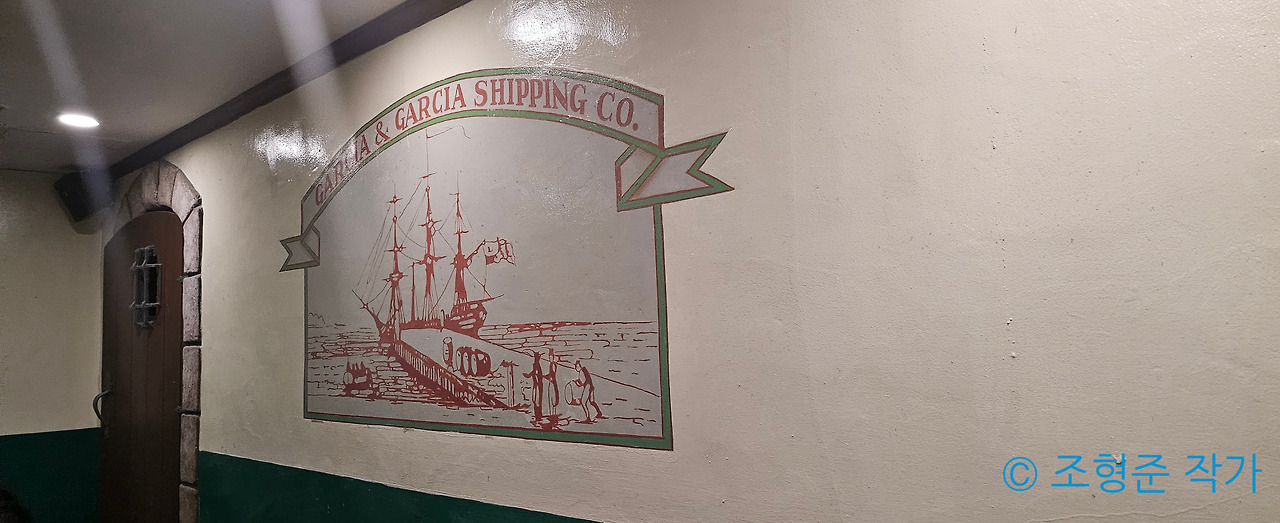 GARCIA & GARCIA SHIPPING CO.
© 조형준 작가